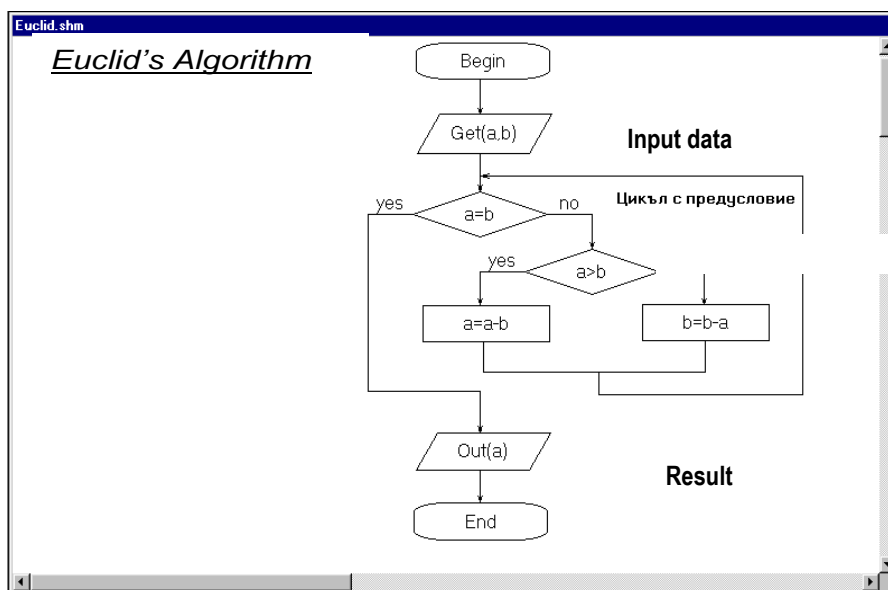 Euclid.shm
Euclid's Algorithm
Begin
Get(a,b)
Input data
yes
a=b
no
Цикъл с предусловие
yes
a>b
a=a-b
b=b-a
Out(a)
Result
End